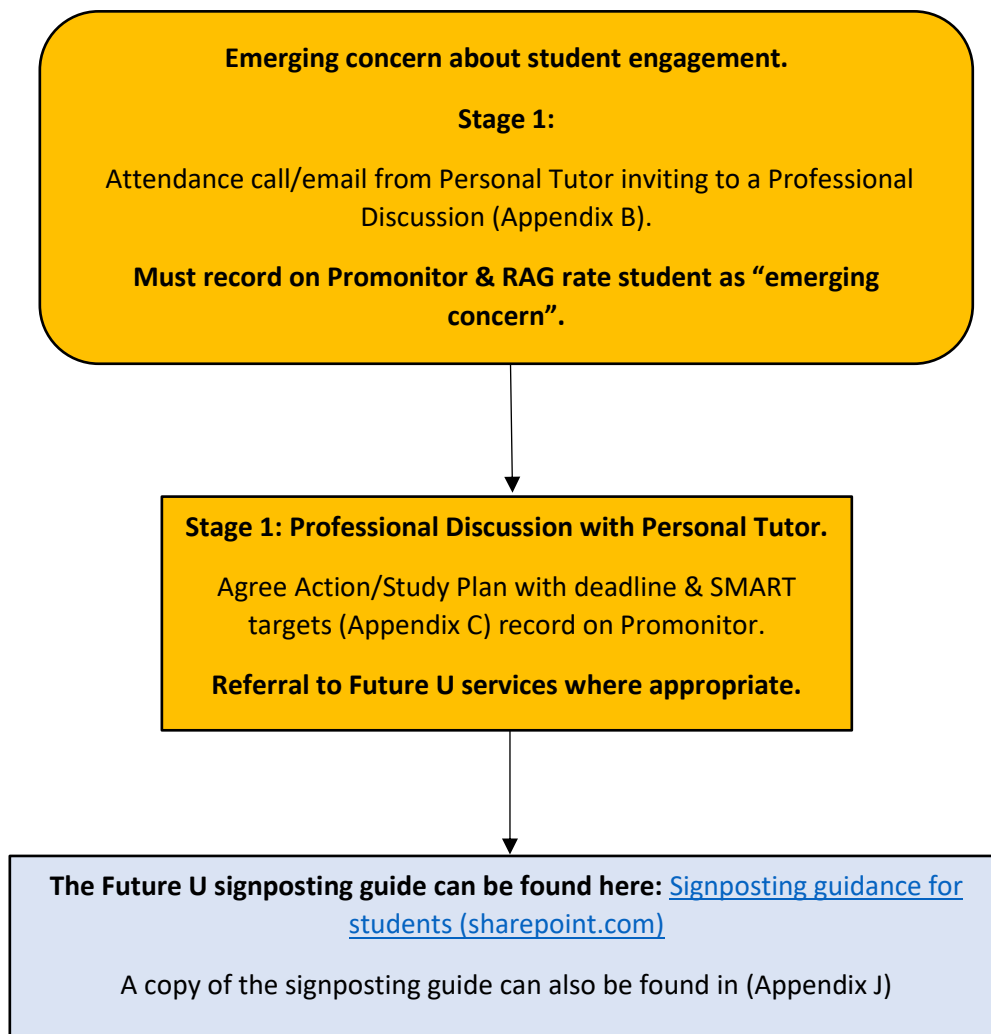 Emerging concern about student engagement.
Stage 1:
Attendance call/email from Personal Tutor inviting to a Professional
Discussion (Appendix B).
Must record on Promonitor & RAG rate student as “emerging
concern”.
Stage 1: Professional Discussion with Personal Tutor.
Agree Action/Study Plan with deadline & SMART
targets (Appendix C) record on Promonitor.
Referral to Future U services where appropriate.
The Future U signposting guide can be found here: Signposting guidance for
students (sharepoint.com)
A copy of the signposting guide can also be found in (Appendix J)